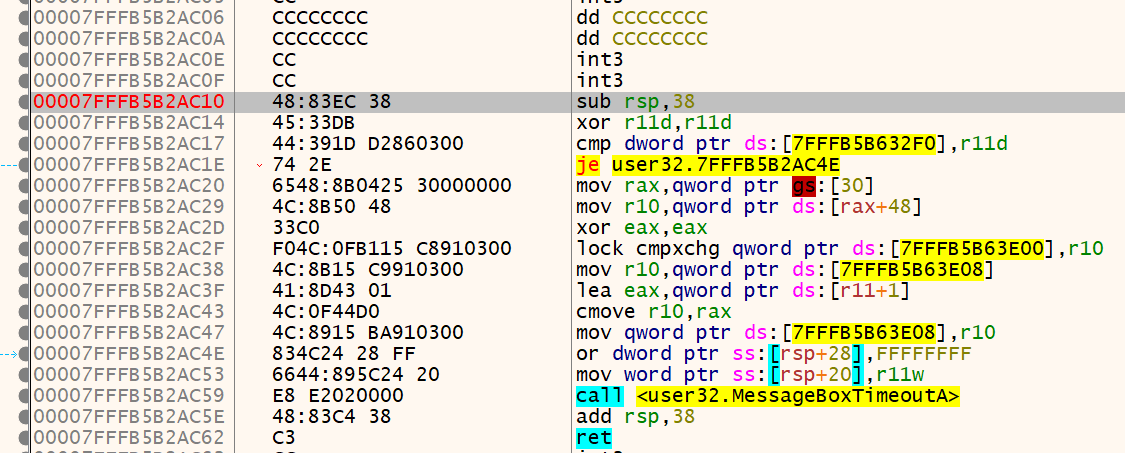 CC int3
00007FFFB5B2AC06 CCCCCCCC dd CCCCCCCC
00007FFFB5B2AC0A CCCCCCCC dd CCCCCCCC
00007FFFB5B2AC0E CC int3
00007FFFB5B2AC0F CC int3
00007FFFB5B2AC10 48:83EC 38 sub rsp,38
00007FFFB5B2AC14 45:33DB xor r11d,r11d
00007FFFB5B2AC17 44:391D D2860300 cmp dword ptr ds:[7FFFB5B632F0],r11d
00007FFFB5B2AC1E 74 2E je user32.7FFFB5B2AC4E
00007FFFB5B2AC20 6548:8B0425 30000000 mov rax,qword ptr gs:[30]
00007FFFB5B2AC29 4C:8B50 48 mov r10,qword ptr ds:[rax+48]
00007FFFB5B2AC2D 33C0 xor eax,eax
00007FFFB5B2AC2F F04C:0FB115 C8910300 lock cmpxchg qword ptr ds:[7FFFB5B63E00],r10
00007FFFB5B2AC38 4C:8B15 C9910300 mov r10,qword ptr ds:[7FFFB5B63E08]
00007FFFB5B2AC3F 41:8D43 01 lea eax,qword ptr ds:[r11+1]
00007FFFB5B2AC43 4C:0F44D0 cmove r10,rax
00007FFFB5B2AC47 4C:8915 BA910300 mov qword ptr ds:[7FFFB5B63E08],r10
00007FFFB5B2AC4E 834C24 28 FF or dword ptr ss:[rsp+28],FFFFFFFF
00007FFFB5B2AC53 6644:895C24 20 mov word ptr ss:[rsp+20],r11w
00007FFFB5B2AC59 E8 E2020000 call <user32.MessageBoxTimeoutA>
00007FFFB5B2AC5E 48:83C4 38 add rsp,38
00007FFFB5B2AC62 C3 ret